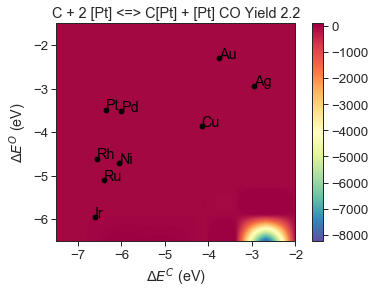 C + 2 [Pt] <=> C[Pt] + [Pt] CO Yield 2.2
−2
−3
−4
−5
−6
ΔE^O (eV)
Au
Ag
Pt
Pd
Cu
Rh
Ni
Ru
Ir
−7
−6
−5
−4
−3
−2
ΔE^C (eV)
0
−1000
−2000
−3000
−4000
−5000
−6000
−7000
−8000